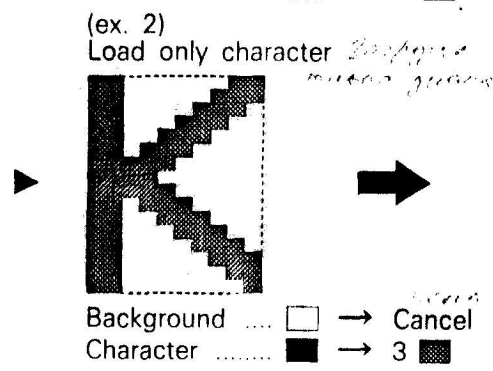 (ex. 2)
Load only character
Background .... □ → Cancel
Character ........ ■ → 3